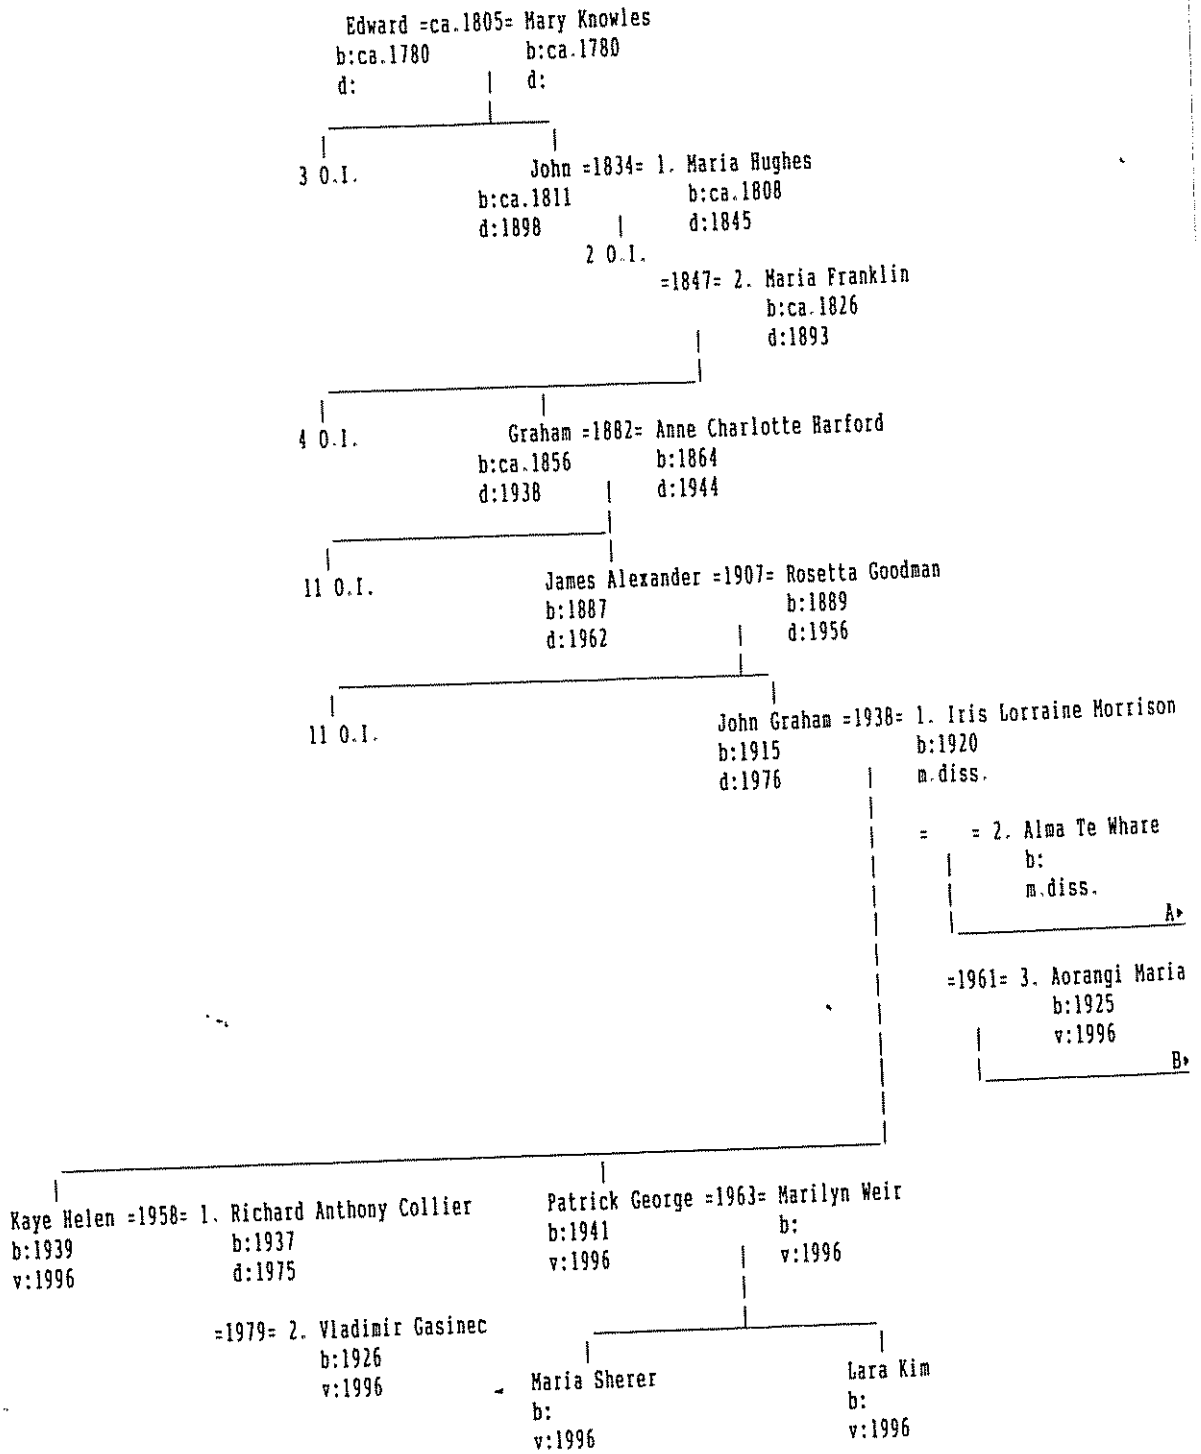 Edward =ca.1805= Mary Knowles
b:ca.1780 b:ca.1780
d: d:
3 O.I. John =1834= 1. Maria Hughes
b:ca.1811 b:ca.1808
d:1898 d:1845
2 O.I.
=1847= 2. Maria Franklin
b:ca.1826
d:1893
4 O.I. Graham =1882= Anne Charlotte Harford
b:ca.1856 b:1864
d:1938 d:1944
11 O.I. James Alexander =1907= Rosetta Goodman
b:1887 b:1889
d:1962 d:1956
11 O.I. John Graham =1938= 1. Iris Lorraine Morrison
b:1915 b:1920
d:1976 m.diss.
= = 2. Alma Te Whare
b:
m.diss.
A▸
=1961= 3. Aorangi Maria
b:1925
v:1996
B▸
Kaye Helen =1958= 1. Richard Anthony Collier Patrick George =1963= Marilyn Weir
b:1939 b:1937 b:1941 b:
v:1996 d:1975 v:1996 v:1996
=1979= 2. Vladimir Gasinec
b:1926
v:1996
Maria Sherer Lara Kim
b: b:
v:1996 v:1996